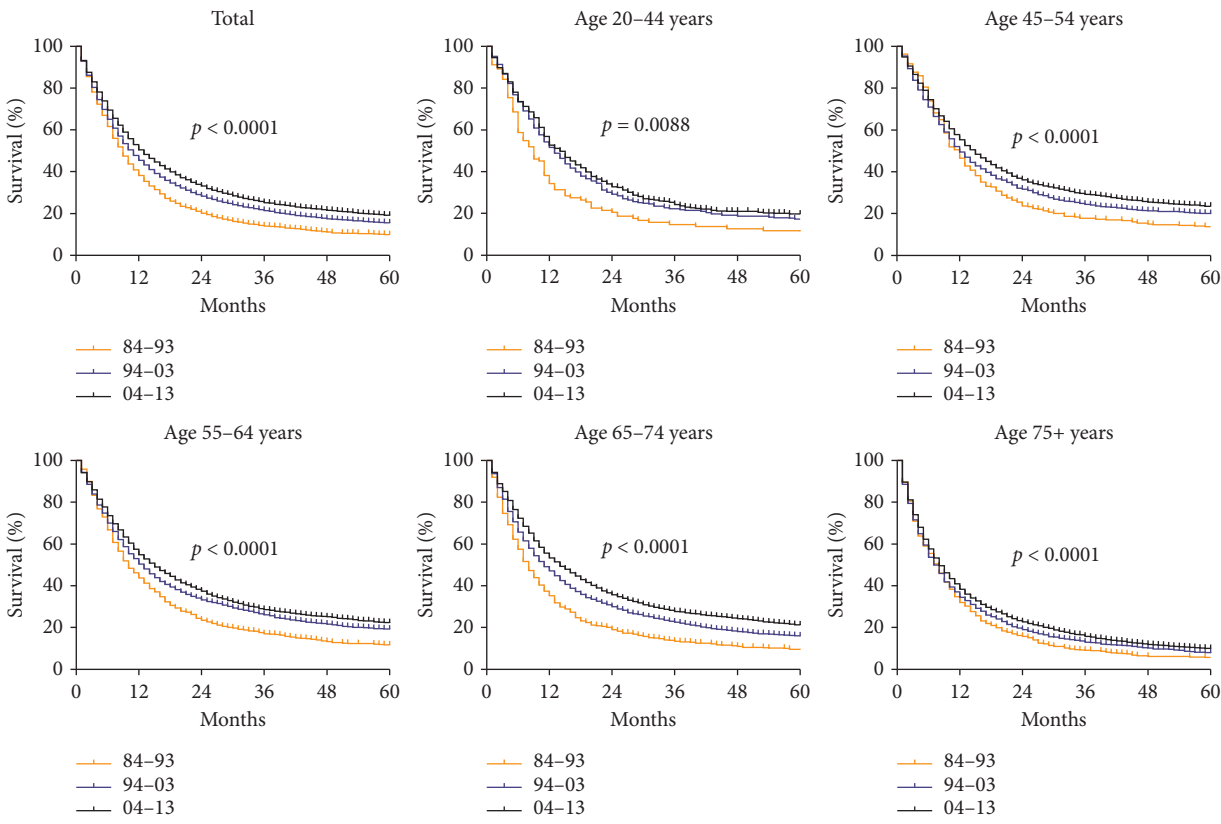 Total
Survival (%)
100
80
60
40
20
0
p < 0.0001
0 12 24 36 48 60
Months
84–93
94–03
04–13
Age 20–44 years
Survival (%)
100
80
60
40
20
0
p = 0.0088
0 12 24 36 48 60
Months
84–93
94–03
04–13
Age 45–54 years
Survival (%)
100
80
60
40
20
0
p < 0.0001
0 12 24 36 48 60
Months
84–93
94–03
04–13
Age 55–64 years
Survival (%)
100
80
60
40
20
0
p < 0.0001
0 12 24 36 48 60
Months
84–93
94–03
04–13
Age 65–74 years
Survival (%)
100
80
60
40
20
0
p < 0.0001
0 12 24 36 48 60
Months
84–93
94–03
04–13
Age 75+ years
Survival (%)
100
80
60
40
20
0
p < 0.0001
0 12 24 36 48 60
Months
84–93
94–03
04–13